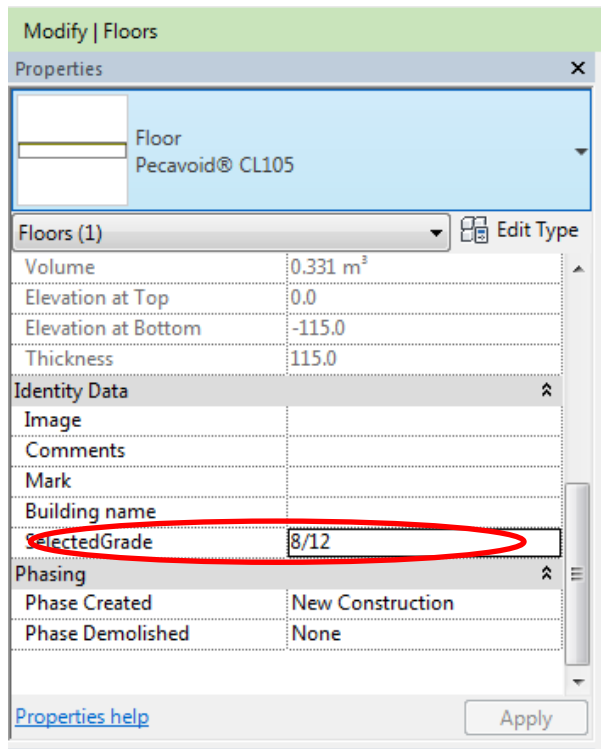 Modify | Floors
Properties
Floor
Pecavoid® CL105
Floors (1) Edit Type
Volume 0.331 m³
Elevation at Top 0.0
Elevation at Bottom -115.0
Thickness 115.0
Identity Data
Image
Comments
Mark
Building name
SelectedGrade 8/12
Phasing
Phase Created New Construction
Phase Demolished None
Properties help Apply